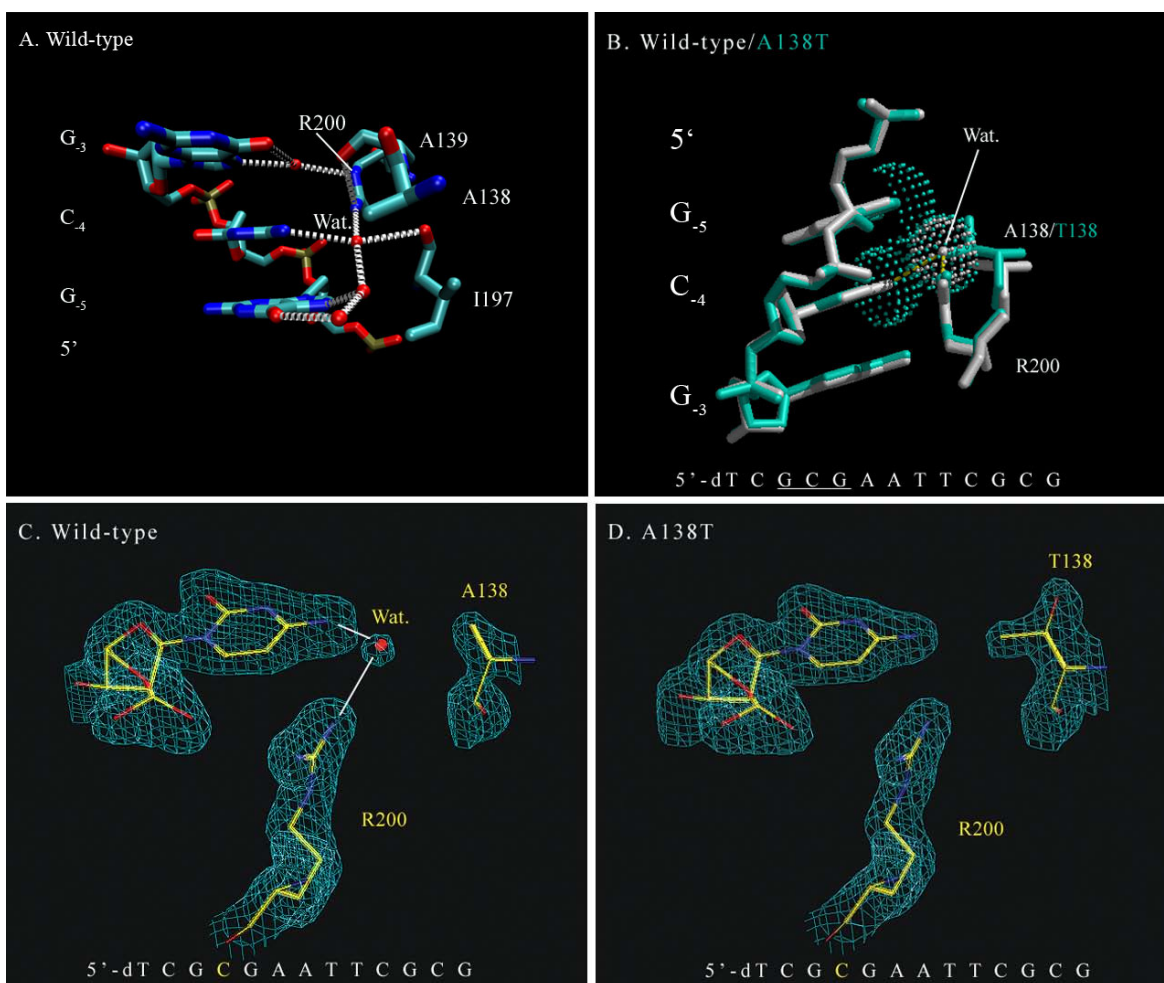 A. Wild-type
R200
A139
G-3
A138
C-4
Wat.
G-5
I197
5’
B. Wild-type/A138T
5‘
Wat.
G-5
A138/T138
C-4
R200
G-3
5’-dT C G C G A A T T C G C G
C. Wild-type
A138
Wat.
R200
5’-dT C G C G A A T T C G C G
D. A138T
T138
R200
5’-dT C G C G A A T T C G C G